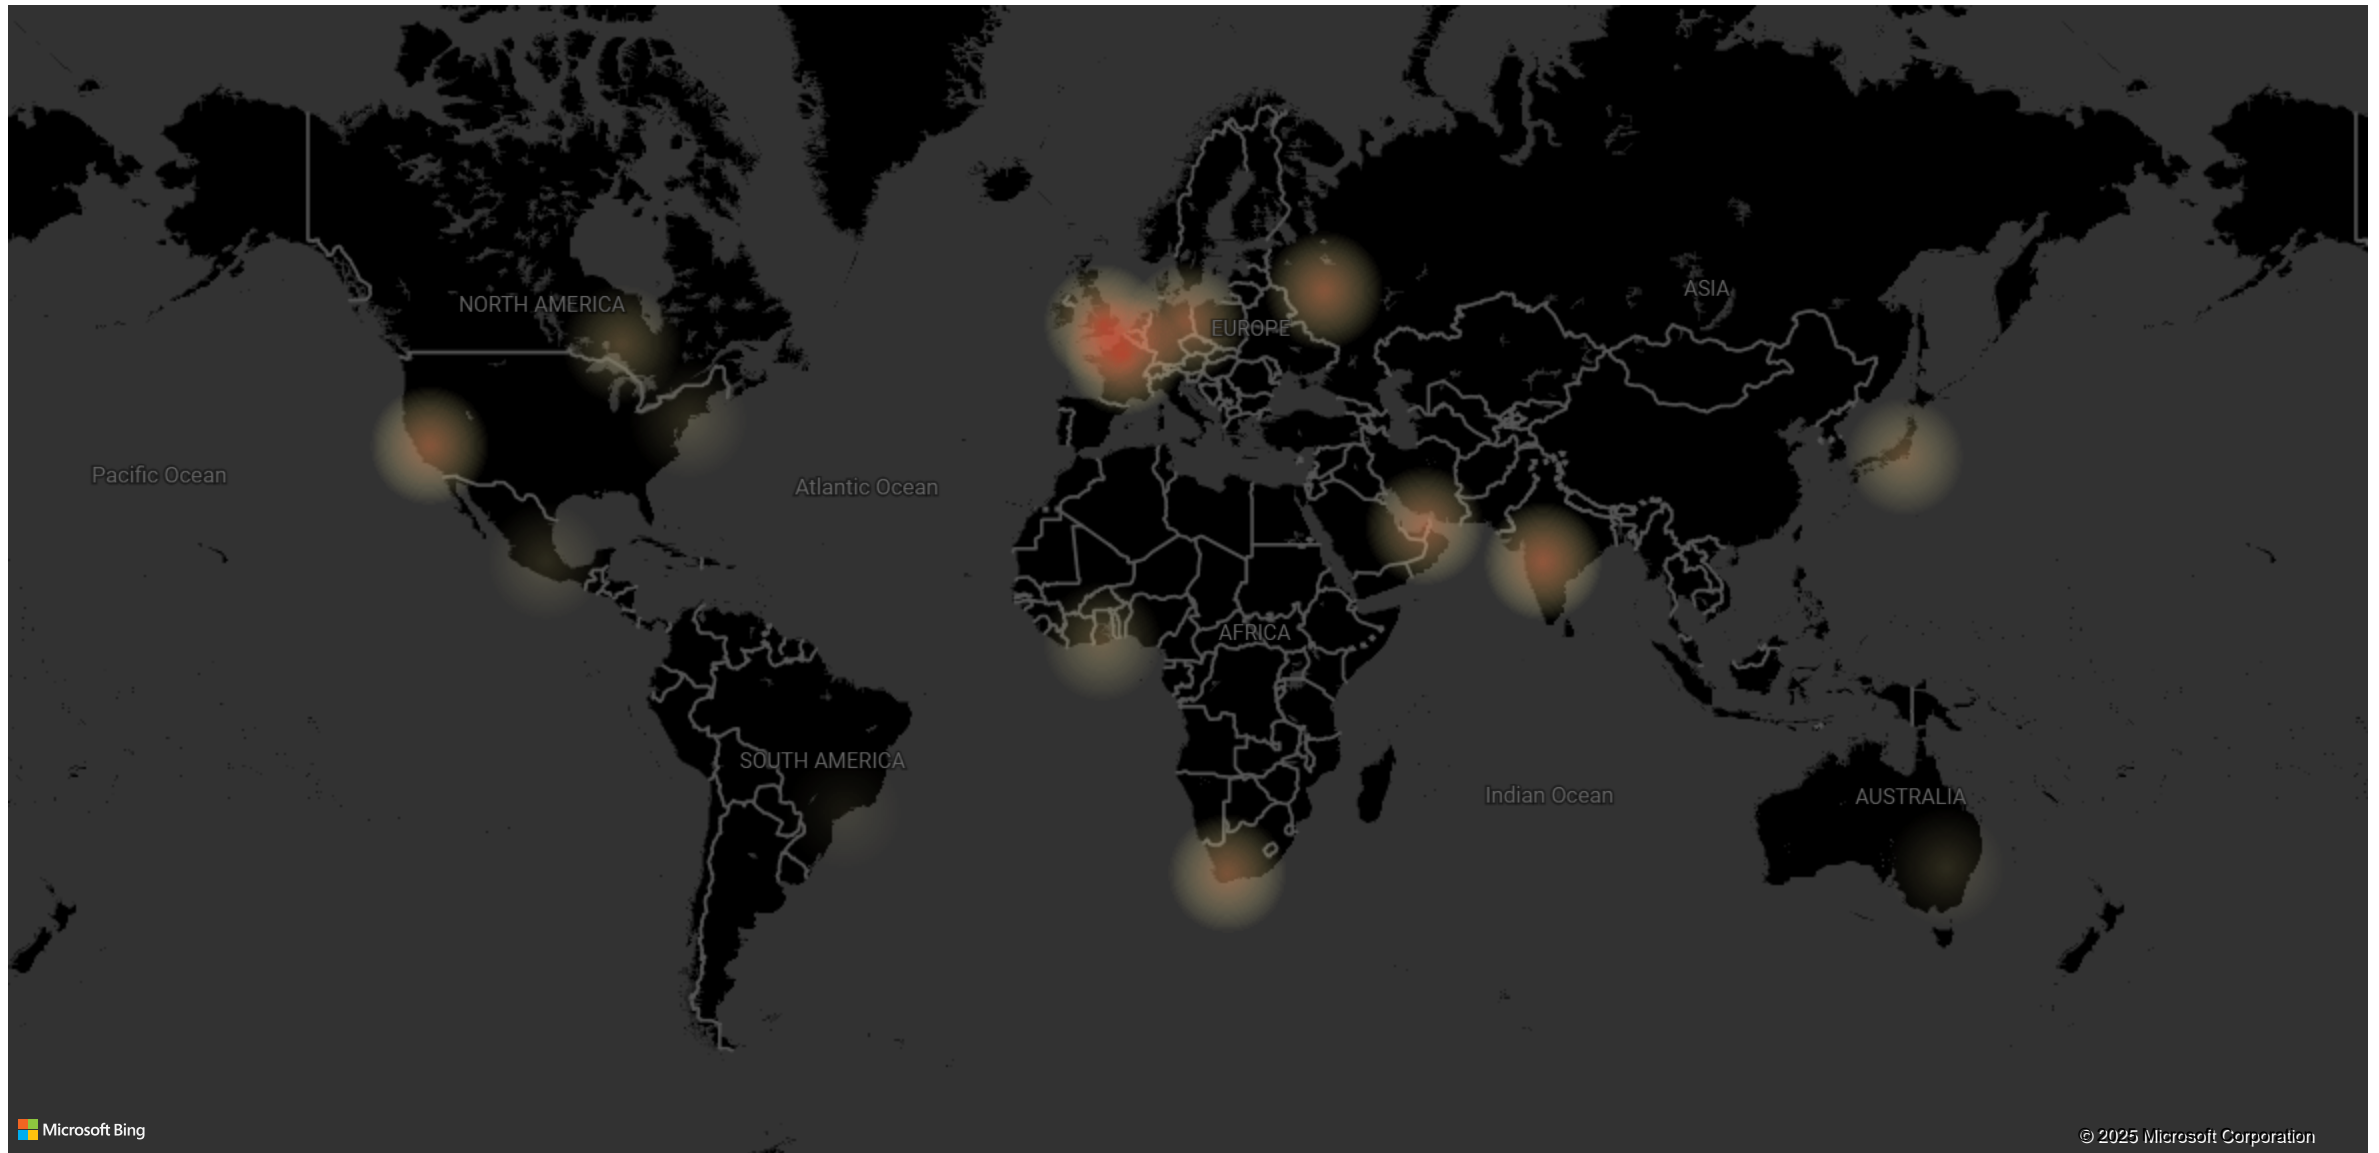 NORTH AMERICA
ASIA
EUROPE
Pacific Ocean
Atlantic Ocean
AFRICA
SOUTH AMERICA
Indian Ocean
AUSTRALIA
Microsoft Bing
© 2025 Microsoft Corporation